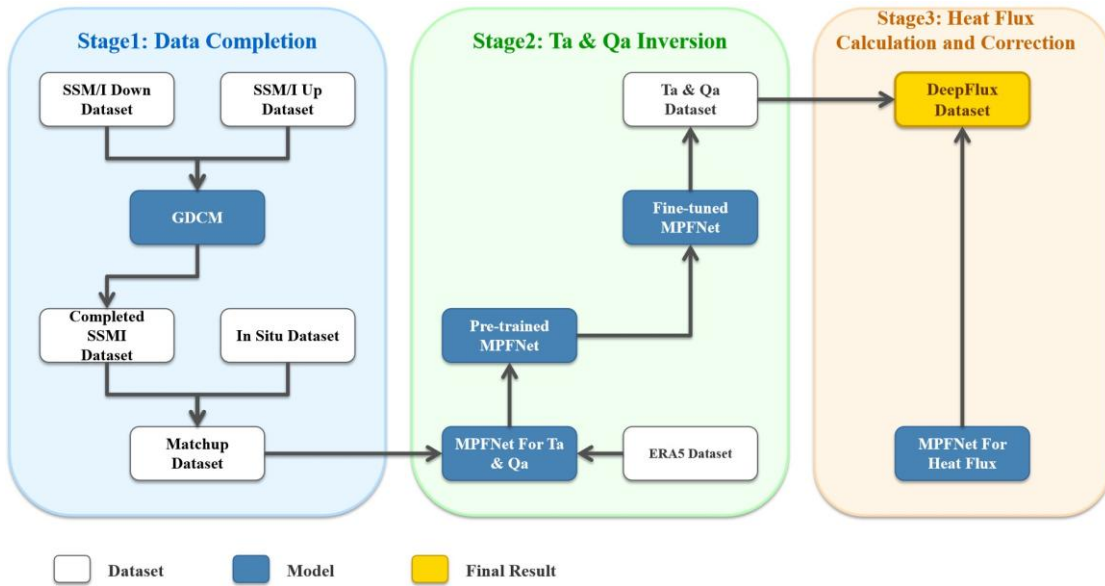 Stage1: Data Completion
SSM/I Down
Dataset
SSM/I Up
Dataset
GDCM
Completed
SSMI
Dataset
In Situ Dataset
Matchup
Dataset
Stage2: Ta & Qa Inversion
Ta & Qa
Dataset
Fine-tuned
MPFNet
Pre-trained
MPFNet
MPFNet For Ta
& Qa
ERA5 Dataset
Stage3: Heat Flux
Calculation and Correction
DeepFlux
Dataset
MPFNet For
Heat Flux
Dataset
Model
Final Result